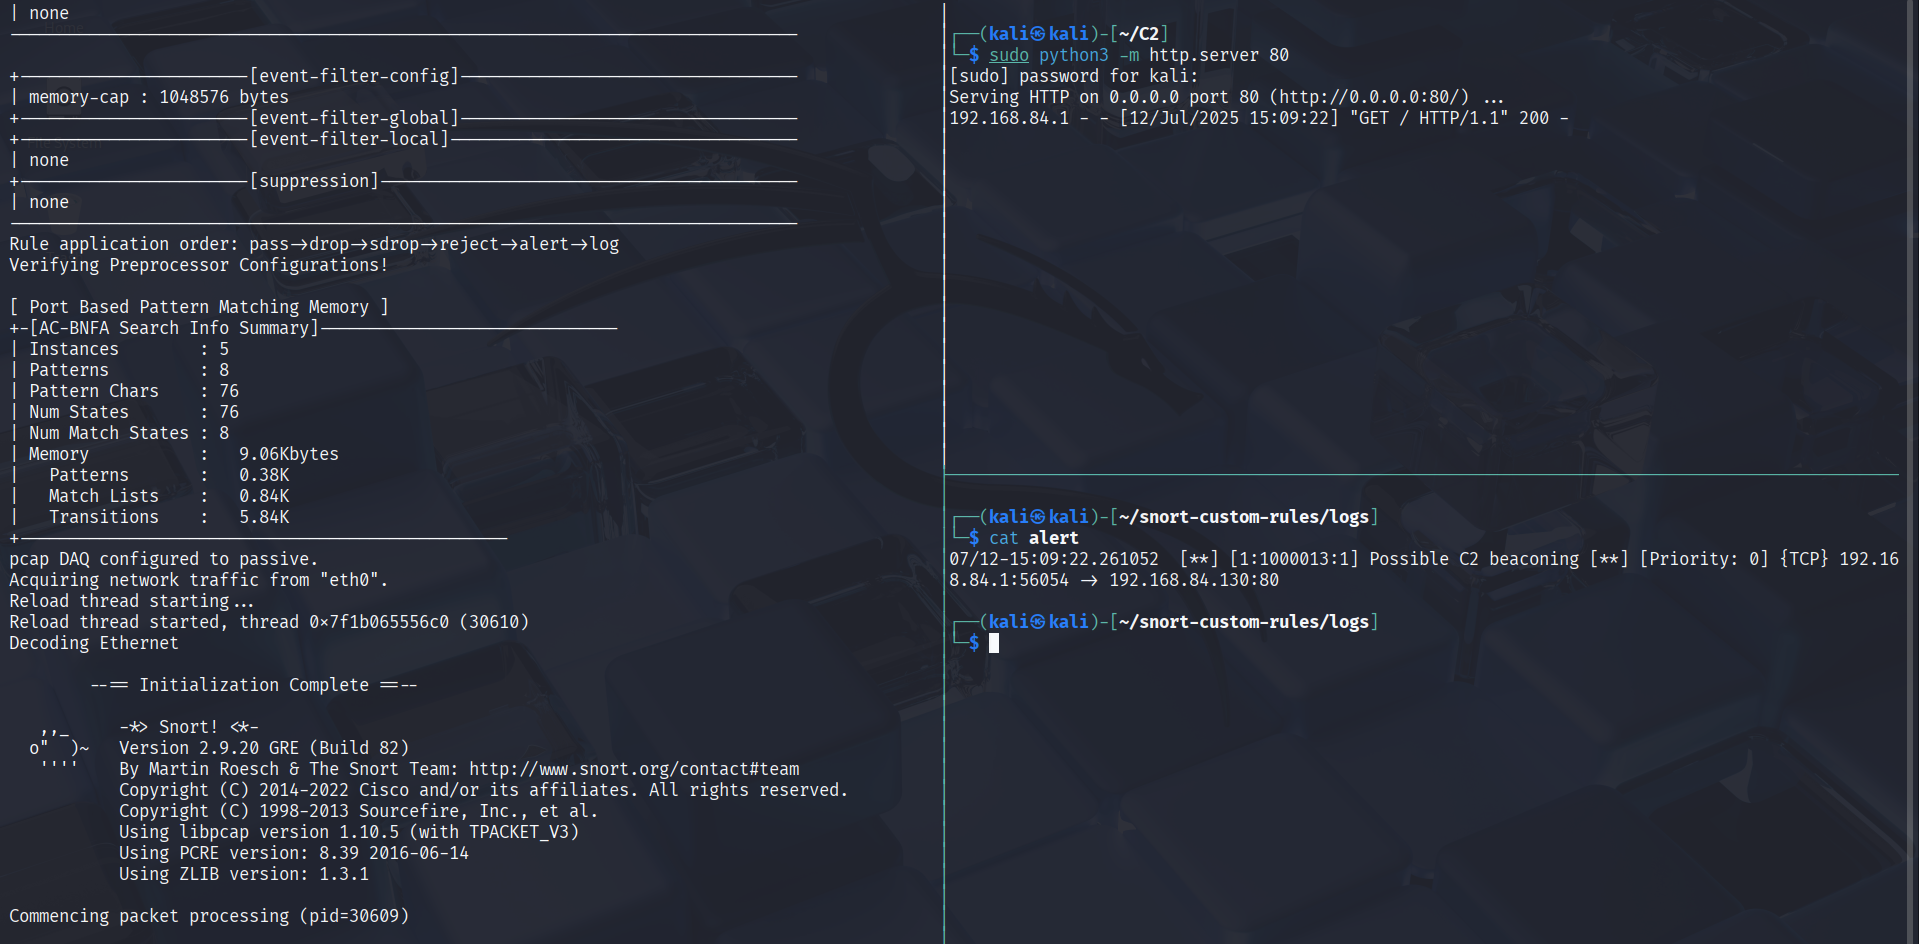 | none
+-----------------------[event-filter-config]----------------------------------
| memory-cap : 1048576 bytes
+-----------------------[event-filter-global]----------------------------------
+-----------------------[event-filter-local]-----------------------------------
| none
+-----------------------[suppression]------------------------------------------
| none
-------------------------------------------------------------------------------
Rule application order: pass->drop->sdrop->reject->alert->log
Verifying Preprocessor Configurations!
[ Port Based Pattern Matching Memory ]
+-[AC-BNFA Search Info Summary]------------------------------
| Instances        : 5
| Patterns         : 8
| Pattern Chars    : 76
| Num States       : 76
| Num Match States : 8
| Memory           :   9.06Kbytes
|   Patterns       :   0.38K
|   Match Lists    :   0.84K
|   Transitions    :   5.84K
+-------------------------------------------------
pcap DAQ configured to passive.
Acquiring network traffic from "eth0".
Reload thread starting...
Reload thread started, thread 0x7f1b065556c0 (30610)
Decoding Ethernet
--== Initialization Complete ==--
,,_     -*> Snort! <*-
o"  )~   Version 2.9.20 GRE (Build 82)
''''    By Martin Roesch & The Snort Team: http://www.snort.org/contact#team
Copyright (C) 2014-2022 Cisco and/or its affiliates. All rights reserved.
Copyright (C) 1998-2013 Sourcefire, Inc., et al.
Using libpcap version 1.10.5 (with TPACKET_V3)
Using PCRE version: 8.39 2016-06-14
Using ZLIB version: 1.3.1
Commencing packet processing (pid=30609)
┌──(kali㉿kali)-[~/C2]
└─$ sudo python3 -m http.server 80
[sudo] password for kali:
Serving HTTP on 0.0.0.0 port 80 (http://0.0.0.0:80/) ...
192.168.84.1 - - [12/Jul/2025 15:09:22] "GET / HTTP/1.1" 200 -
┌──(kali㉿kali)-[~/snort-custom-rules/logs]
└─$ cat alert
07/12-15:09:22.261052  [**] [1:1000013:1] Possible C2 beaconing [**] [Priority: 0] {TCP} 192.16
8.84.1:56054 -> 192.168.84.130:80
┌──(kali㉿kali)-[~/snort-custom-rules/logs]
└─$